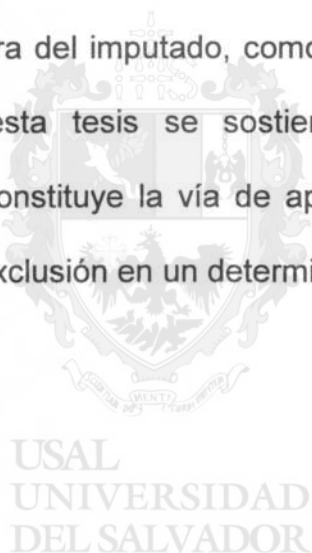 ra del imputado, como
esta tesis se sostien
onstituye la vía de ap
xclusión en un determi
USAL
UNIVERSIDAD
DEL SALVADOR